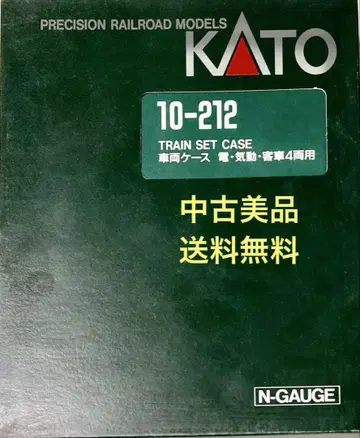 PRECISION RAILROAD MODELS
KATO
10-212
TRAIN SET CASE
車両ケース 電・気動・客車4両用
中古美品
送料無料
N-GAUGE